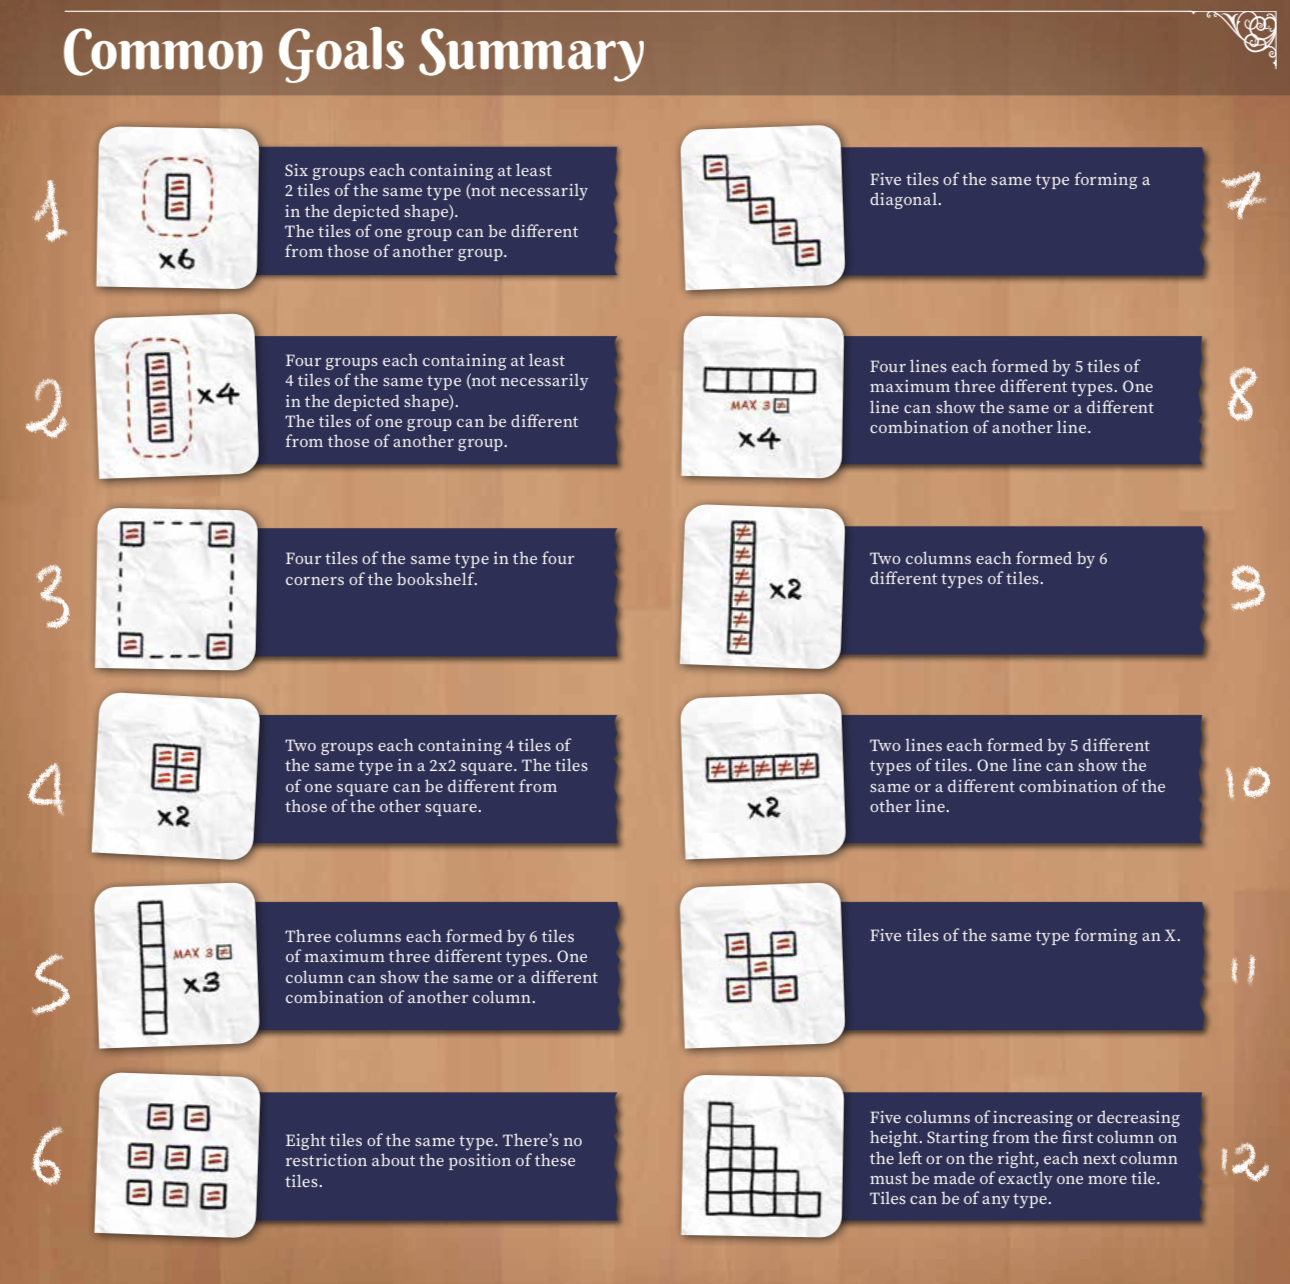 Common Goals Summary
1
x6
Six groups each containing at least
2 tiles of the same type (not necessarily
in the depicted shape).
The tiles of one group can be different
from those of another group.
2
x4
Four groups each containing at least
4 tiles of the same type (not necessarily
in the depicted shape).
The tiles of one group can be different
from those of another group.
3
Four tiles of the same type in the four
corners of the bookshelf.
4
x2
Two groups each containing 4 tiles of
the same type in a 2x2 square. The tiles
of one square can be different from
those of the other square.
5
MAX 3 ≠
x3
Three columns each formed by 6 tiles
of maximum three different types. One
column can show the same or a different
combination of another column.
6
Eight tiles of the same type. There’s no
restriction about the position of these
tiles.
7
Five tiles of the same type forming a
diagonal.
8
MAX 3 ≠
x4
Four lines each formed by 5 tiles of
maximum three different types. One
line can show the same or a different
combination of another line.
9
x2
Two columns each formed by 6
different types of tiles.
10
x2
Two lines each formed by 5 different
types of tiles. One line can show the
same or a different combination of the
other line.
11
Five tiles of the same type forming an X.
12
Five columns of increasing or decreasing
height. Starting from the first column on
the left or on the right, each next column
must be made of exactly one more tile.
Tiles can be of any type.